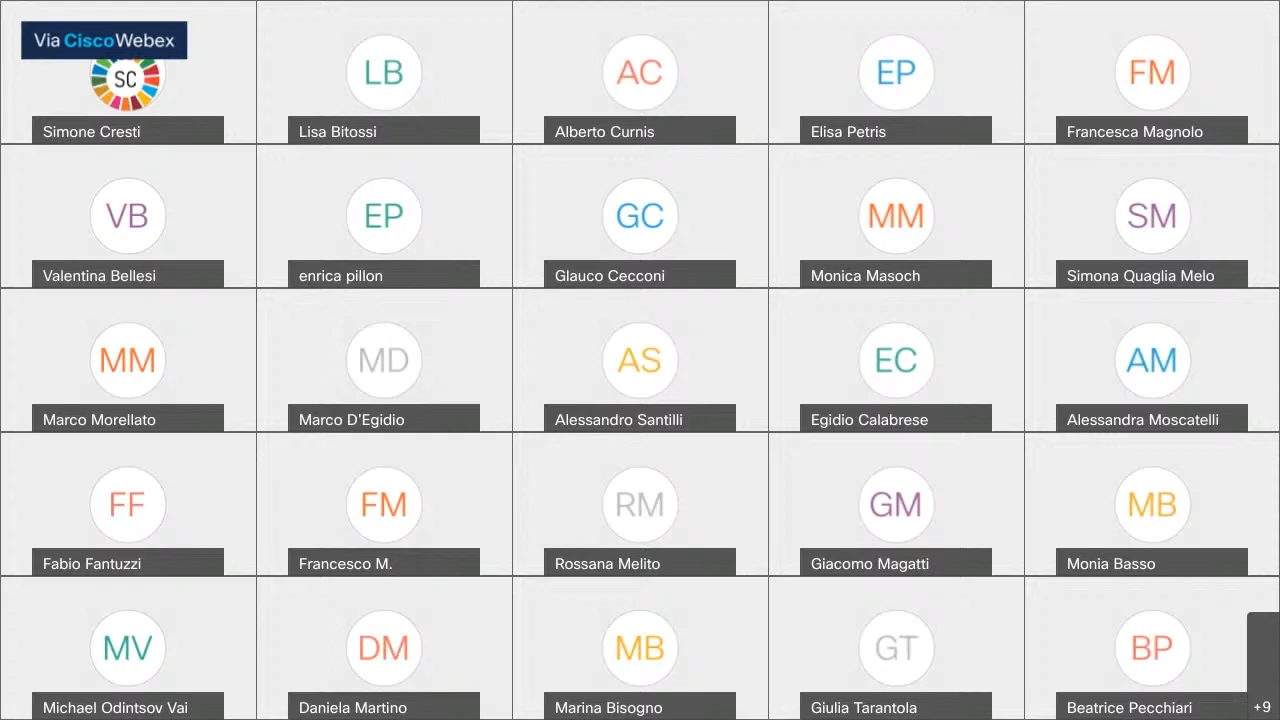 Via CiscoWebex
SC
LB
AC
EP
FM
Simone Cresti
Lisa Bitossi
Alberto Curnis
Elisa Petris
Francesca Magnolo
VB
EP
GC
MM
SM
Valentina Bellesi
enrica pillon
Glauco Cecconi
Monica Masoch
Simona Quaglia Melo
MM
MD
AS
EC
AM
Marco Morellato
Marco D'Egidio
Alessandro Santilli
Egidio Calabrese
Alessandra Moscatelli
FF
FM
RM
GM
MB
Fabio Fantuzzi
Francesco M.
Rossana Melito
Giacomo Magatti
Monia Basso
MV
DM
MB
GT
BP
Michael Odintsov Vai
Daniela Martino
Marina Bisogno
Giulia Tarantola
Beatrice Pecchiari
+9